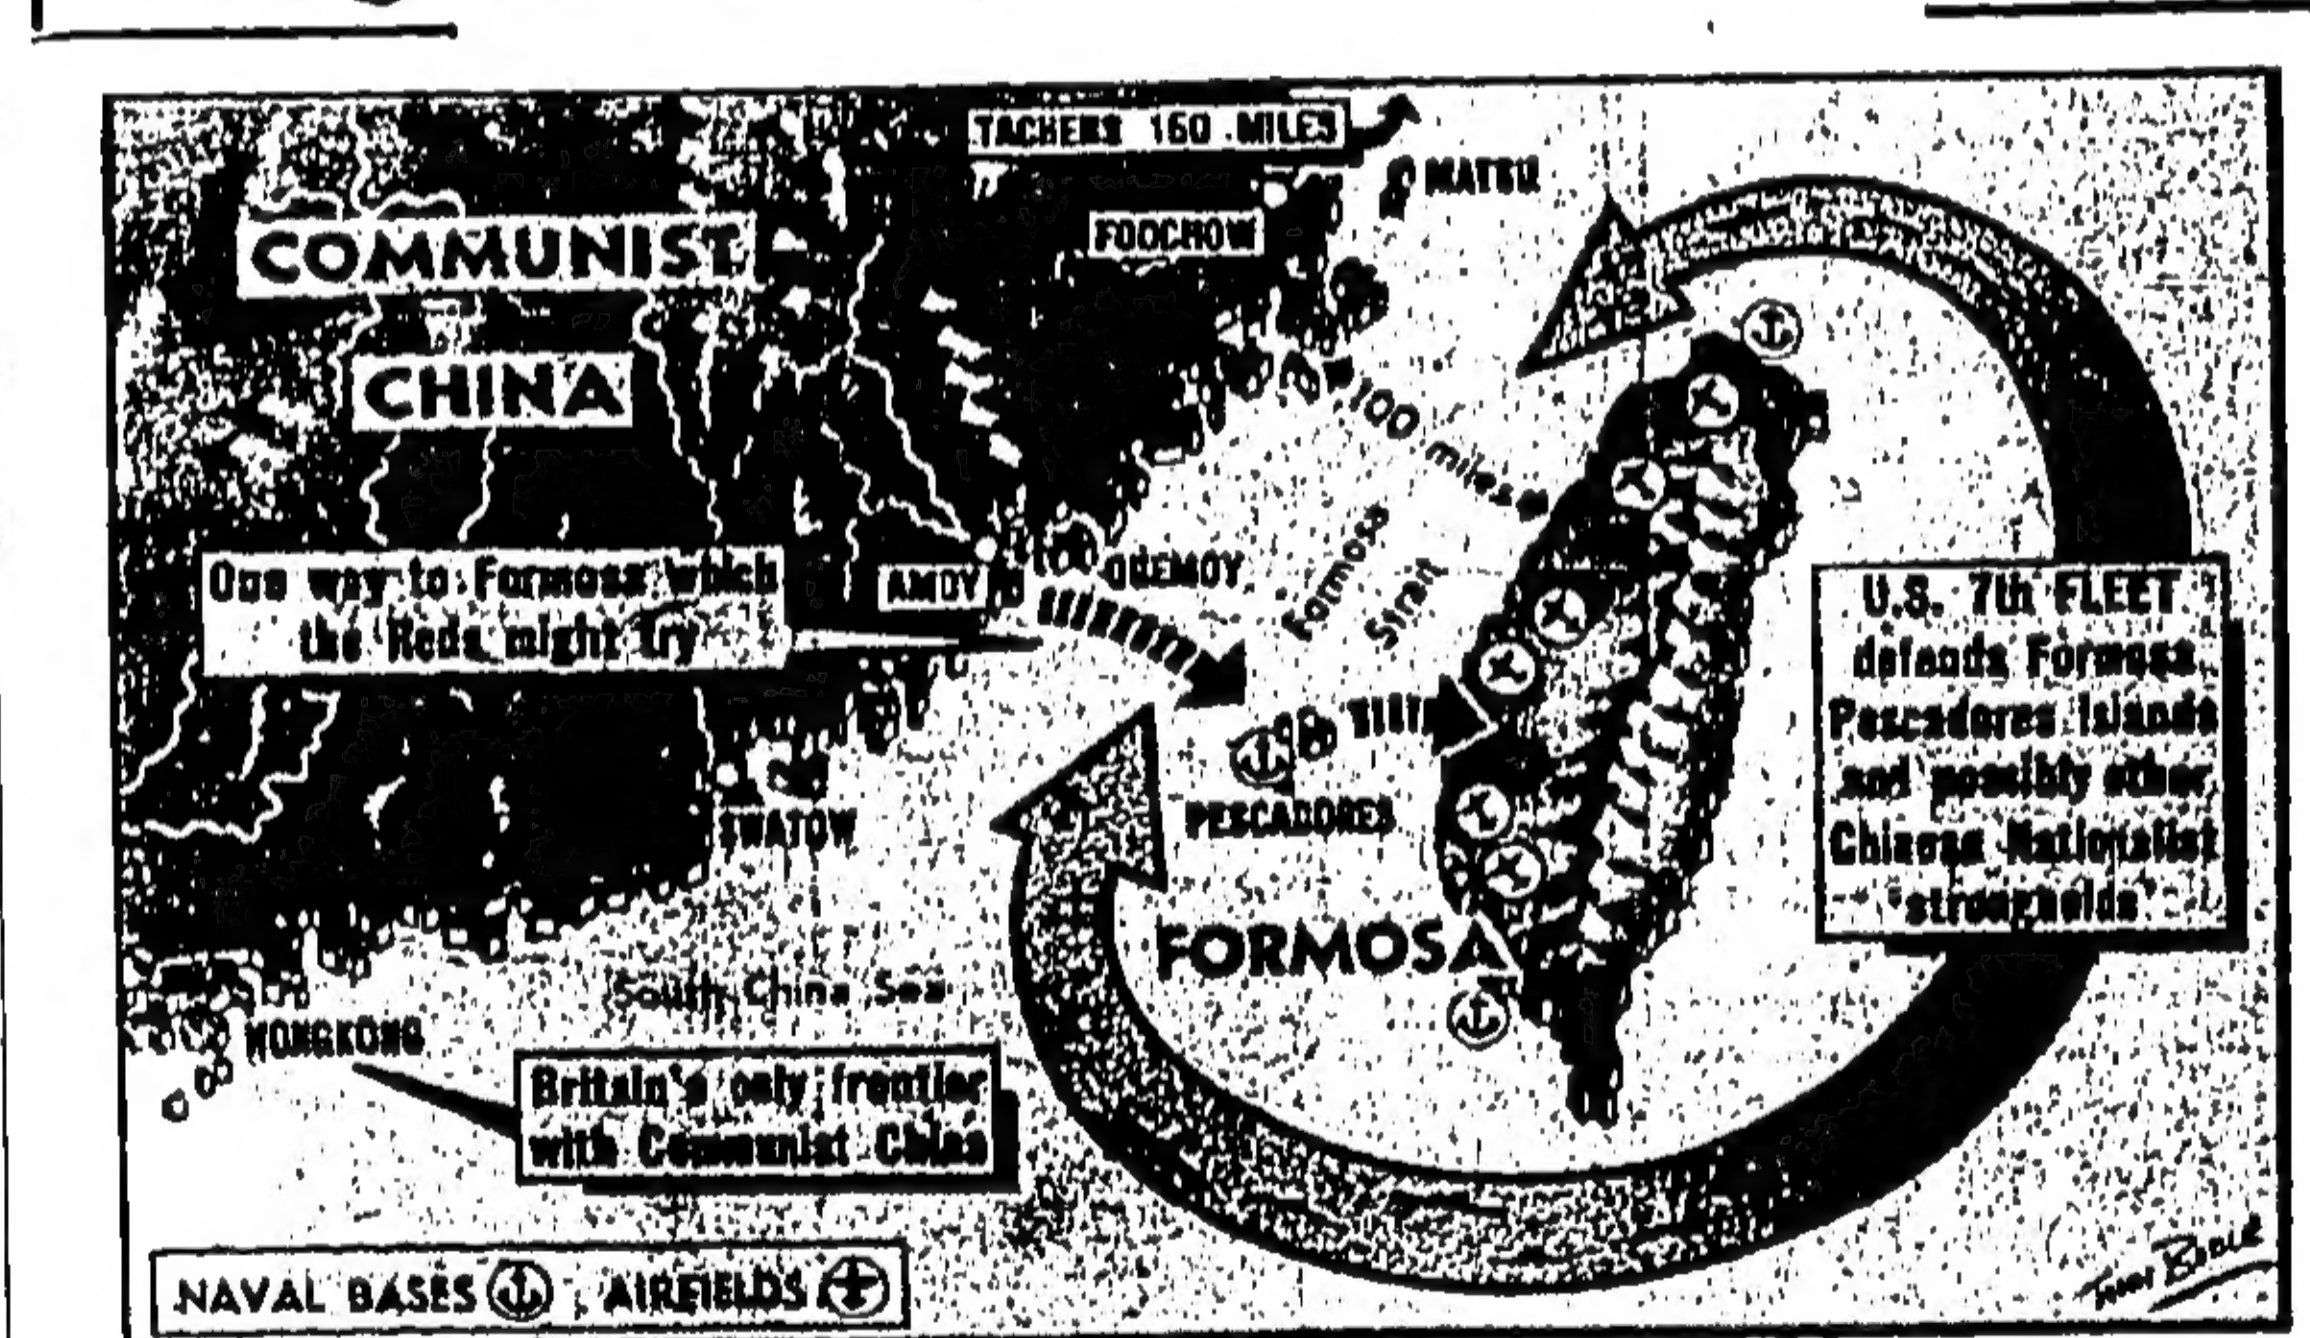 TACHENS 160 MILES
MATSU
FOOCHOW
COMMUNIST
CHINA
100 miles
Formosa
Strait
One way to Formosa which
the Reds might try
AMOY
QUEMOY
U.S. 7th FLEET
defends Formosa
Pescadores Islands
and possibly other
Chinese Nationalist
strongholds
PESCADORES
SWATOW
FORMOSA
South China Sea
HONGKONG
Britain's only frontier
with Communist China
NAVAL BASES
AIRFIELDS